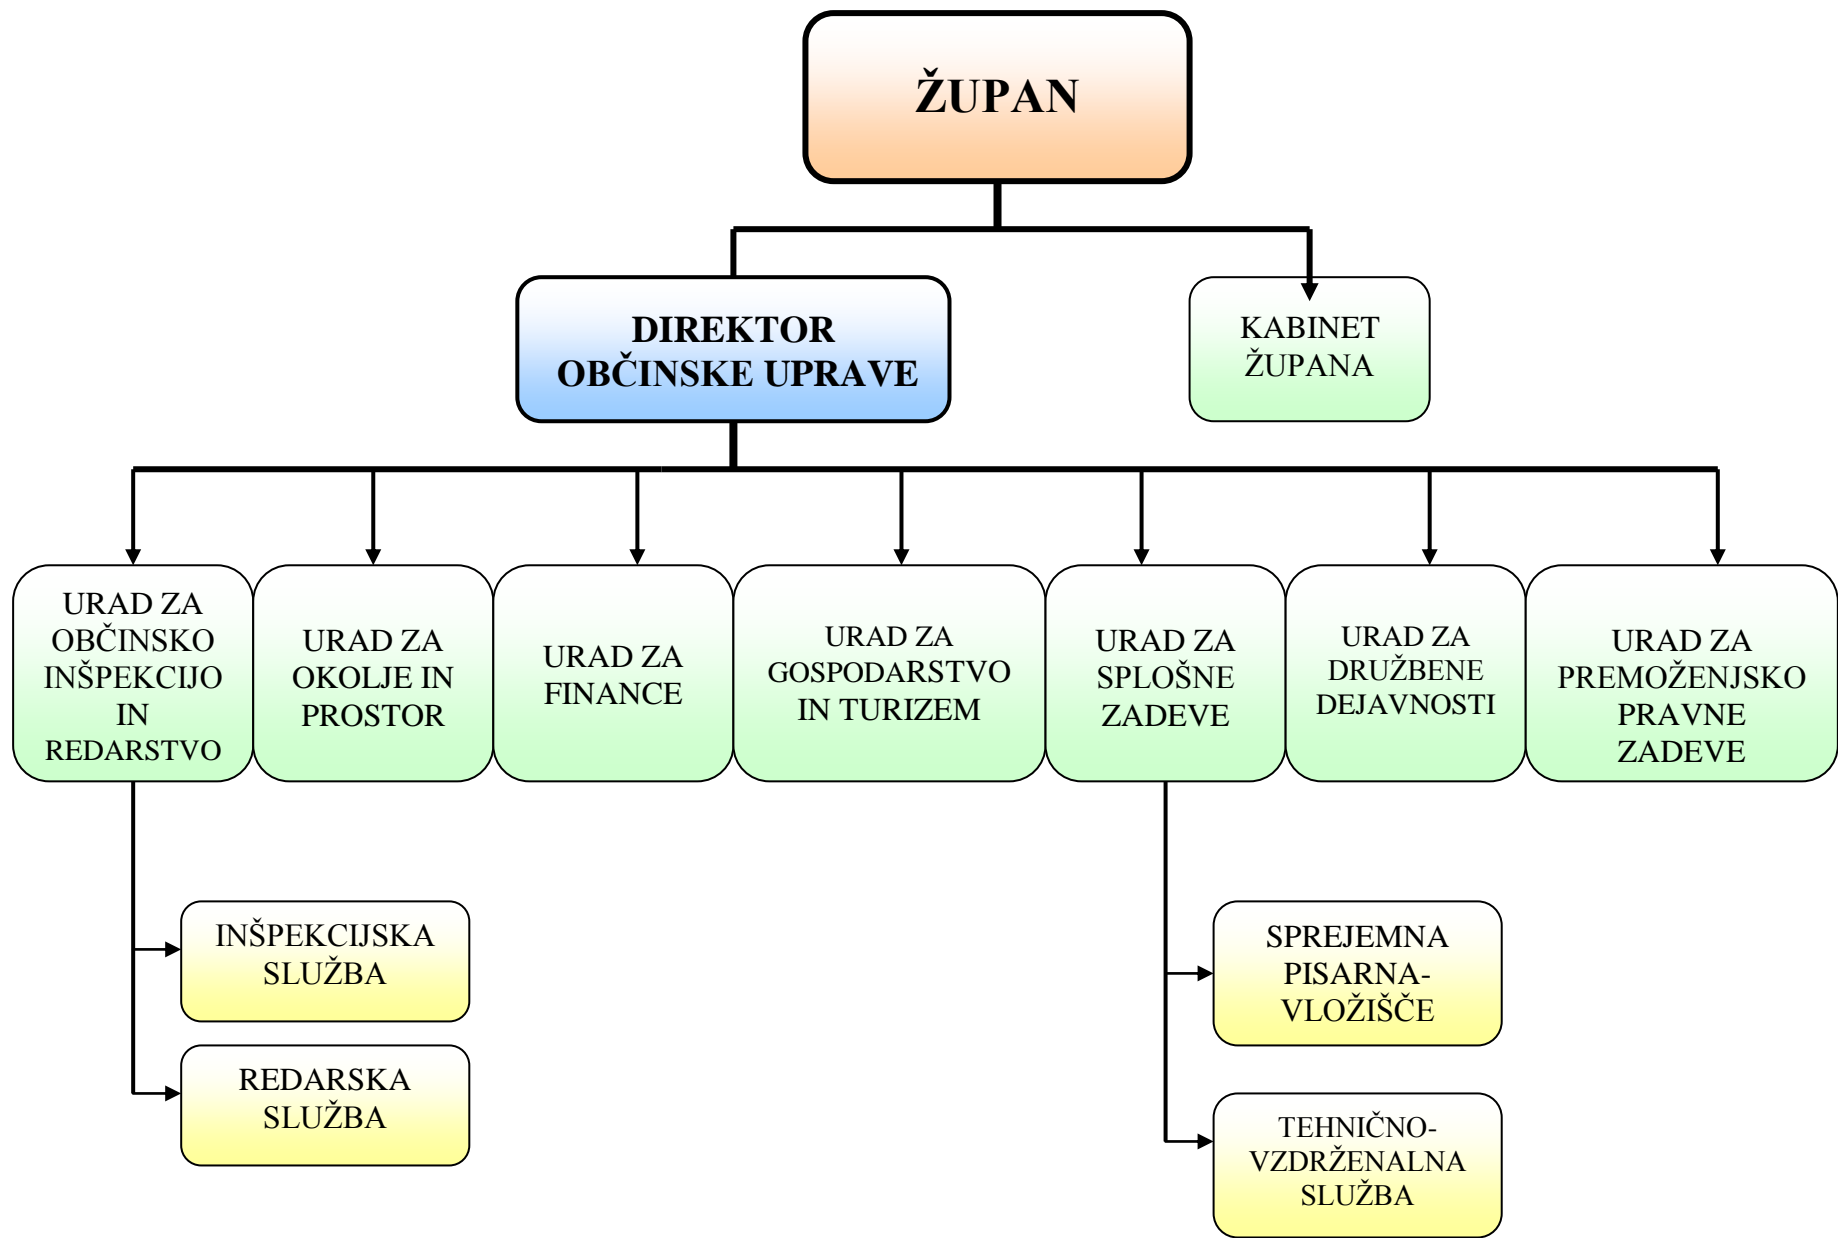 ŽUPAN
DIREKTOR
OBČINSKE UPRAVE
KABINET
ŽUPANA
URAD ZA
OBČINSKO
INŠPEKCIJO
IN
REDARSTVO
URAD ZA
OKOLJE IN
PROSTOR
URAD ZA
FINANCE
URAD ZA
GOSPODARSTVO
IN TURIZEM
URAD ZA
SPLOŠNE
ZADEVE
URAD ZA
DRUŽBENE
DEJAVNOSTI
URAD ZA
PREMOŽENJSKO
PRAVNE
ZADEVE
INŠPEKCIJSKA
SLUŽBA
REDARSKA
SLUŽBA
SPREJEMNA
PISARNA-
VLOŽIŠČE
TEHNIČNO-
VZDRŽENALNA
SLUŽBA